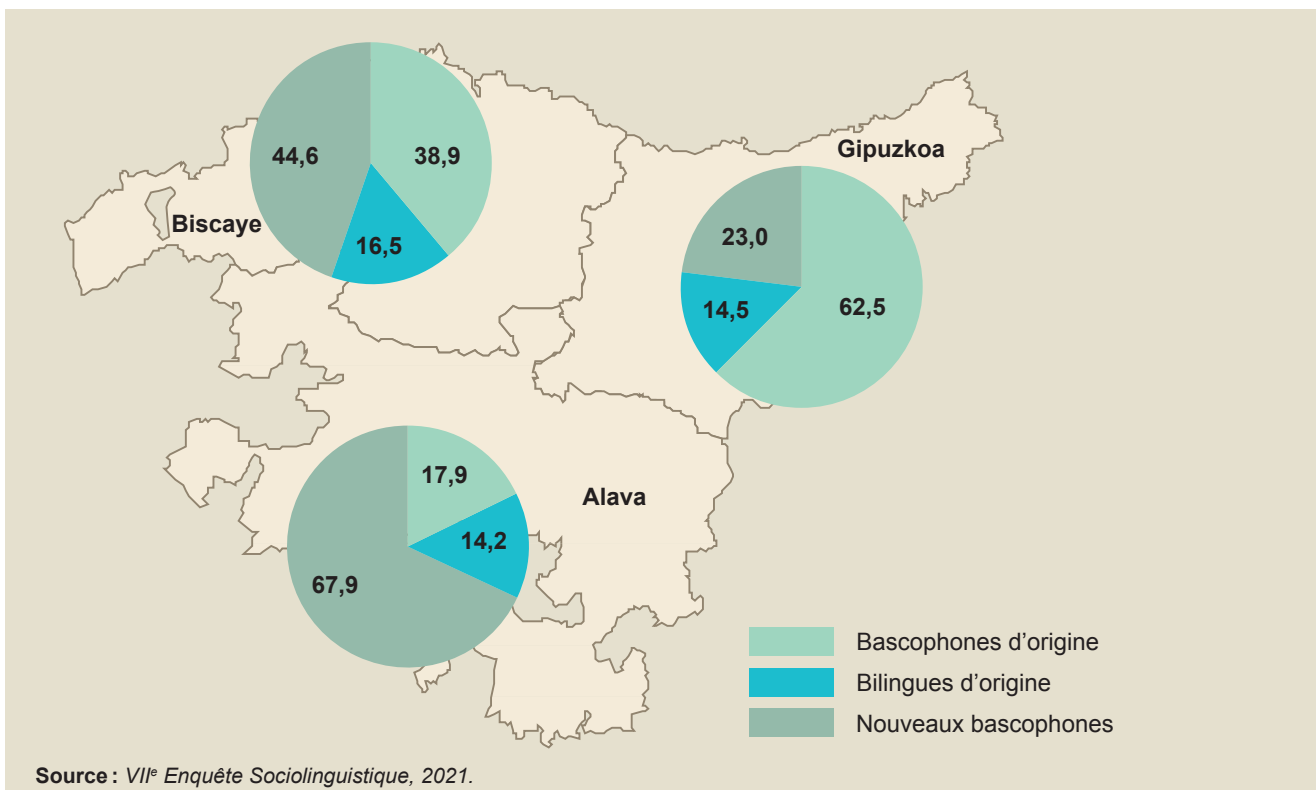 44,6
38,9
16,5
Biscaye
Gipuzkoa
23,0
14,5
62,5
17,9
14,2
67,9
Alava
Bascophones d’origine
Bilingues d’origine
Nouveaux bascophones
Source : VIIe Enquête Sociolinguistique, 2021.